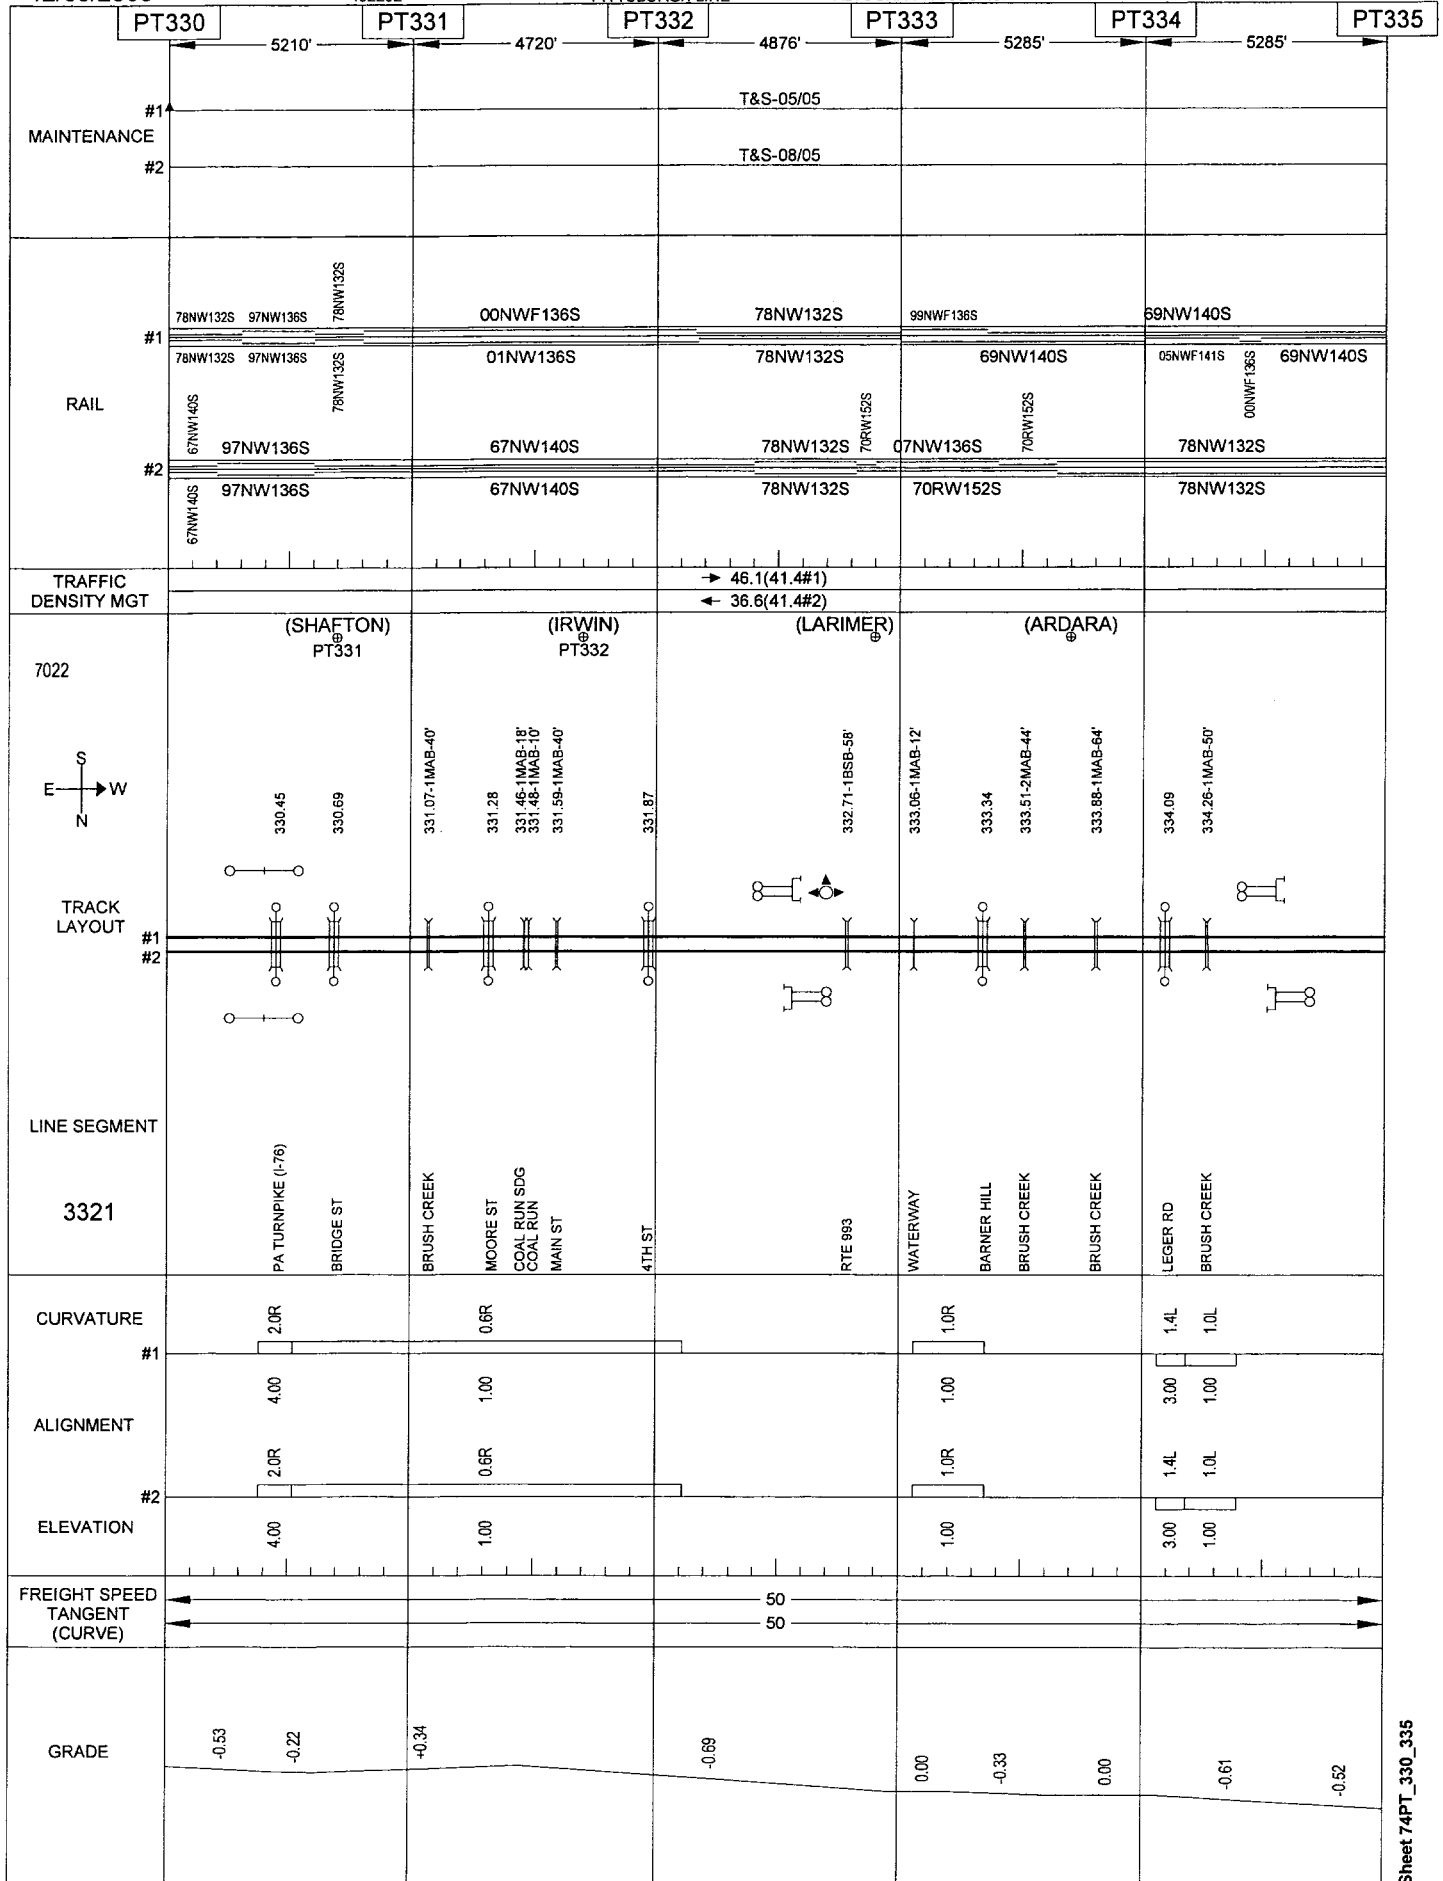 PT330 PT331 PT332 PT333 PT334 PT335
5210' 4720' 4876' 5285' 5285'
#1 T&S-05/05
MAINTENANCE
#2 T&S-08/05
78NW132S 97NW136S 78NW132S 00NWF136S 78NW132S 99NWF136S 69NW140S
#1
78NW132S 97NW136S 78NW132S 01NW136S 78NW132S 69NW140S 05NWF141S 00NWF136S 69NW140S
RAIL
67NW140S 97NW136S 67NW140S 78NW132S 70RW152S 07NW136S 70RW152S 78NW132S
#2
67NW140S 97NW136S 67NW140S 78NW132S 70RW152S 78NW132S
TRAFFIC
DENSITY MGT
46.1(41.4#1)
36.6(41.4#2)
(SHAFTON) (IRWIN) (LARIMER) (ARDARA)
PT331 PT332
7022
S
E W
N
330.45
330.69
331.07-1MAB-40'
331.28
331.46-1MAB-18'
331.48-1MAB-10'
331.59-1MAB-40'
331.87
332.71-1BSB-58'
333.06-1MAB-12'
333.34
333.51-2MAB-44'
333.88-1MAB-64'
334.09
334.26-1MAB-50'
TRACK
LAYOUT
#1
#2
LINE SEGMENT
3321
PA TURNPIKE (I-76)
BRIDGE ST
BRUSH CREEK
MOORE ST
COAL RUN SDG
COAL RUN
MAIN ST
4TH ST
RTE 993
WATERWAY
BARNER HILL
BRUSH CREEK
BRUSH CREEK
LEGER RD
BRUSH CREEK
CURVATURE
2.0R 0.6R 1.0R 1.4L 1.0L
#1
4.00 1.00 1.00 3.00 1.00
ALIGNMENT
2.0R 0.6R 1.0R 1.4L 1.0L
#2
ELEVATION
4.00 1.00 1.00 3.00 1.00
FREIGHT SPEED
TANGENT
(CURVE)
50
50
GRADE
-0.53 -0.22 +0.34 -0.69 0.00 -0.33 0.00 -0.61 -0.52
Sheet 74PT_330_335